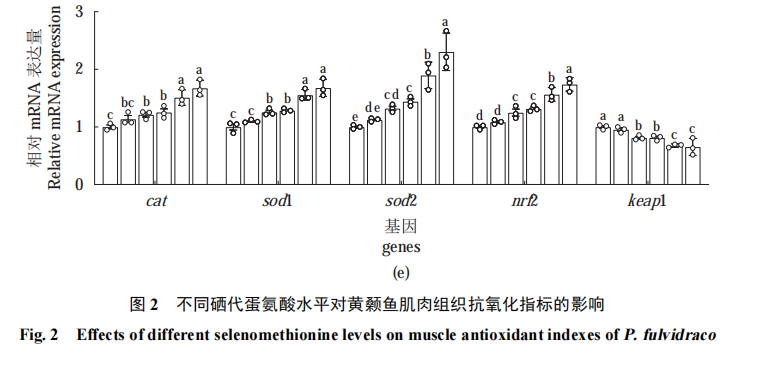 相对 mRNA 表达量
Relative mRNA expression
3
2
1
0
c bc b b a a
c c b b a a
e de cd c b a
d d c c b a
a a b b c c
cat sod1 sod2 nrf2 keap1
基因
genes
(e)
图 2 不同硒代蛋氨酸水平对黄颡鱼肌肉组织抗氧化指标的影响
Fig. 2 Effects of different selenomethionine levels on muscle antioxidant indexes of P. fulvidraco